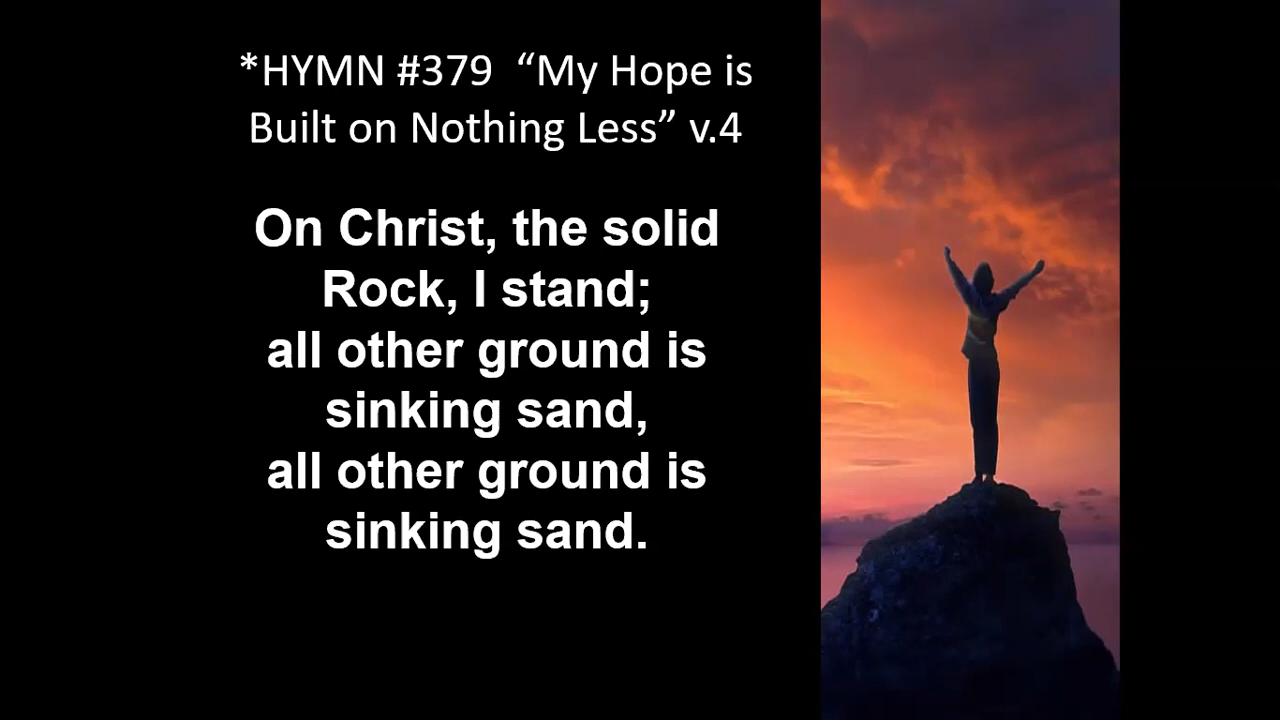 *HYMN #379  “My Hope is
Built on Nothing Less” v.4
On Christ, the solid
Rock, I stand;
all other ground is
sinking sand,
all other ground is
sinking sand.